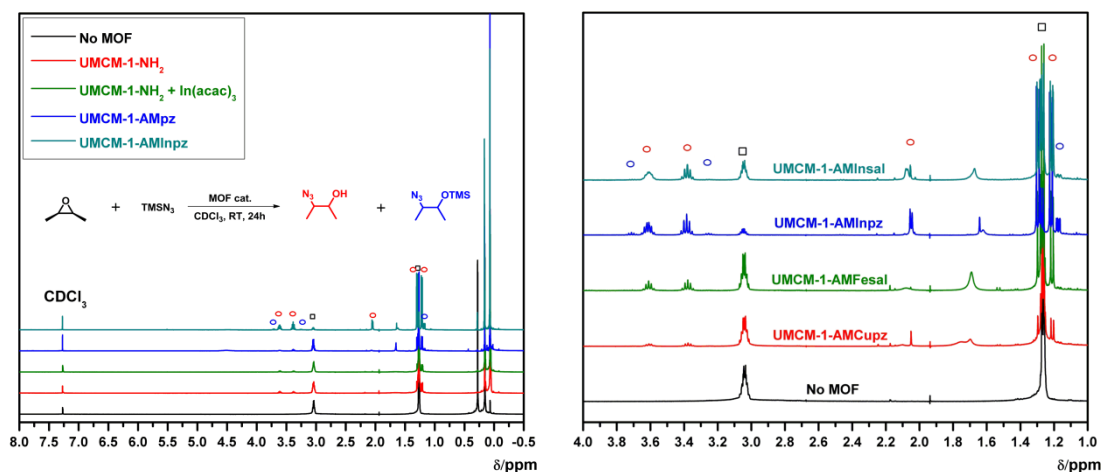 No MOF
UMCM-1-NH2
UMCM-1-NH2 + In(acac)3
UMCM-1-AMpz
UMCM-1-AMInpz
O
+
TMSN3
MOF cat.
CDCl3, RT, 24h
N3
OH
+
N3
OTMS
CDCl3
8.0 7.5 7.0 6.5 6.0 5.5 5.0 4.5 4.0 3.5 3.0 2.5 2.0 1.5 1.0 0.5 0.0 -0.5
δ/ppm
UMCM-1-AMInsal
UMCM-1-AMInpz
UMCM-1-AMFesal
UMCM-1-AMCupz
No MOF
4.0 3.8 3.6 3.4 3.2 3.0 2.8 2.6 2.4 2.2 2.0 1.8 1.6 1.4 1.2 1.0
δ/ppm